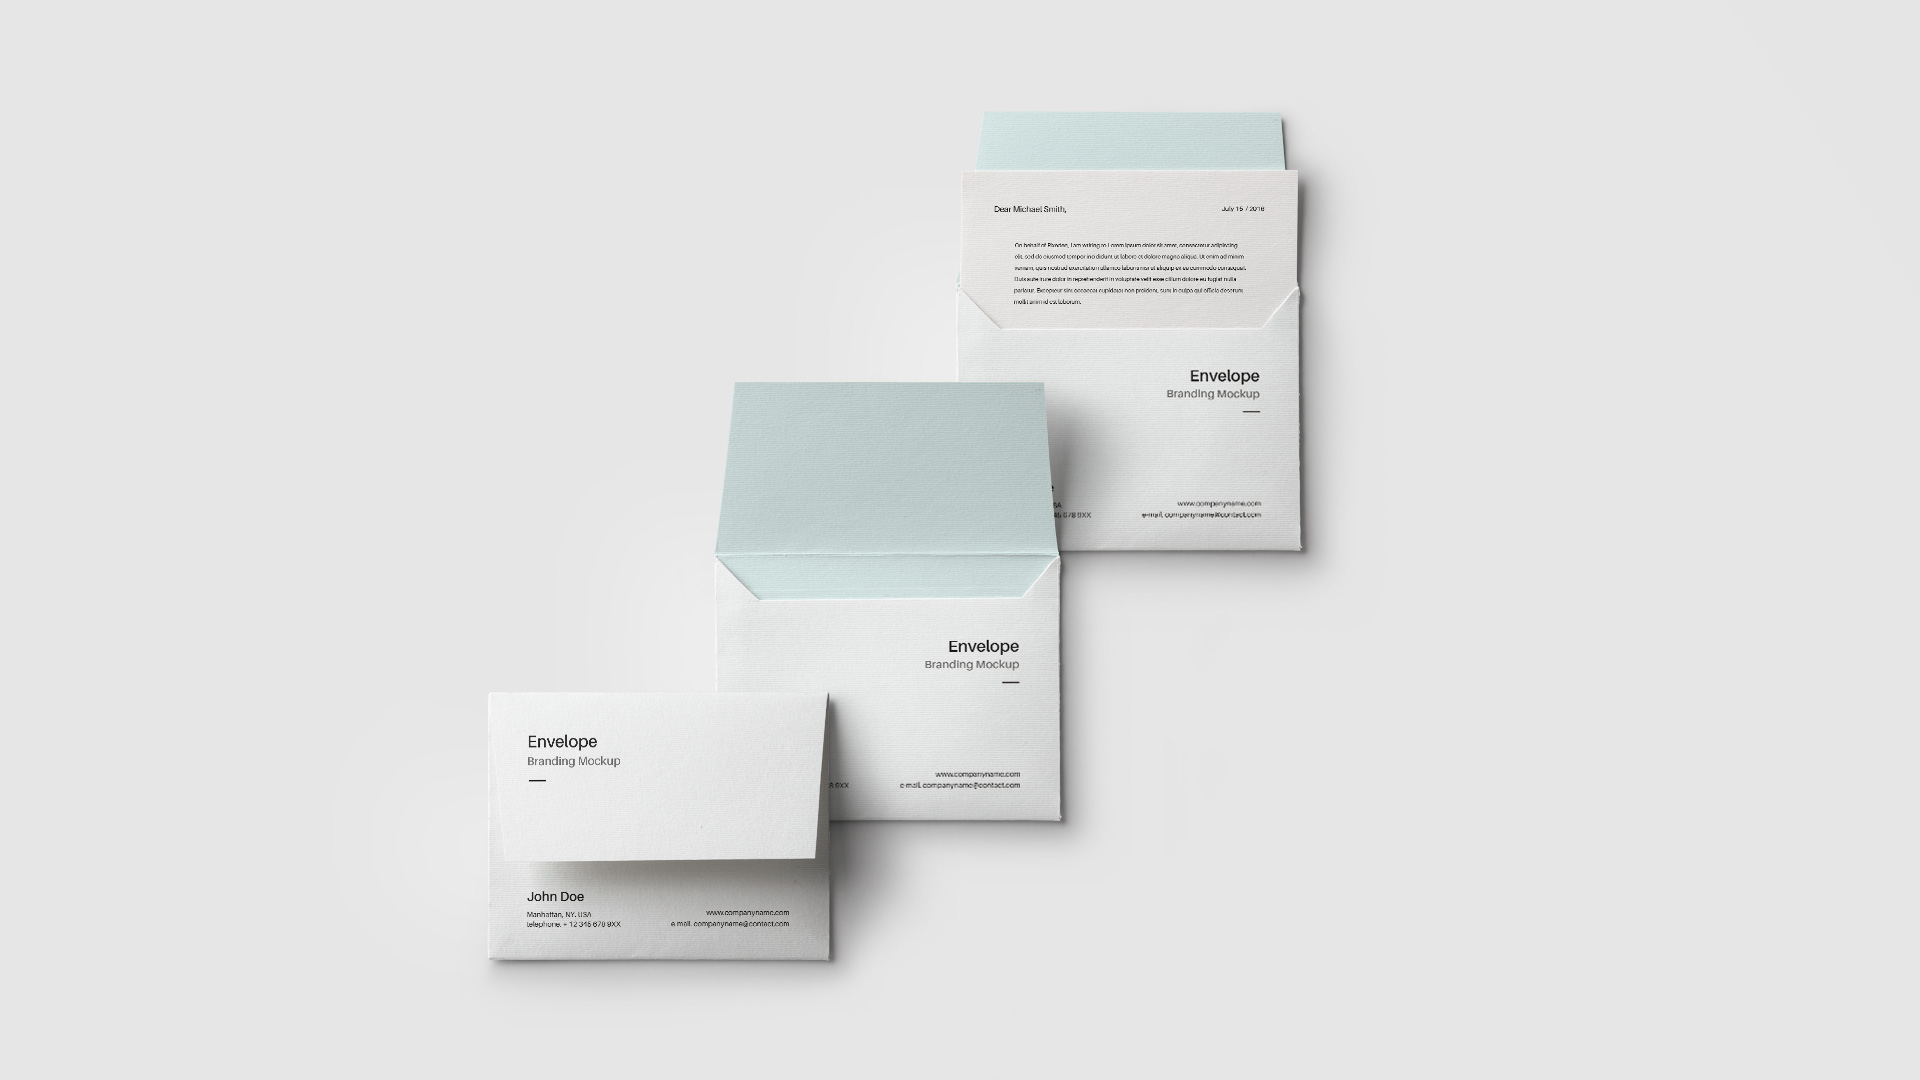 Dear Michael Smith,
July 15 / 2016
On behalf of Pixeden, I am writing to Lorem ipsum dolor sit amet, consectetur adipiscing
elit, sed do eiusmod tempor incididunt ut labore et dolore magna aliqua. Ut enim ad minim
veniam, quis nostrud exercitation ullamco laboris nisi ut aliquip ex ea commodo consequat.
Duis aute irure dolor in reprehenderit in voluptate velit esse cillum dolore eu fugiat nulla
pariatur. Excepteur sint occaecat cupidatat non proident, sunt in culpa qui officia deserunt
mollit anim id est laborum.
Envelope
Branding Mockup
www.companyname.com
45 678 9XX
e-mail. companyname@contact.com
Envelope
Branding Mockup
www.companyname.com
8 9XX
e-mail. companyname@contact.com
Envelope
Branding Mockup
John Doe
Manhattan, NY. USA
telephone. + 12 345 678 9XX
www.companyname.com
e-mail. companyname@contact.com